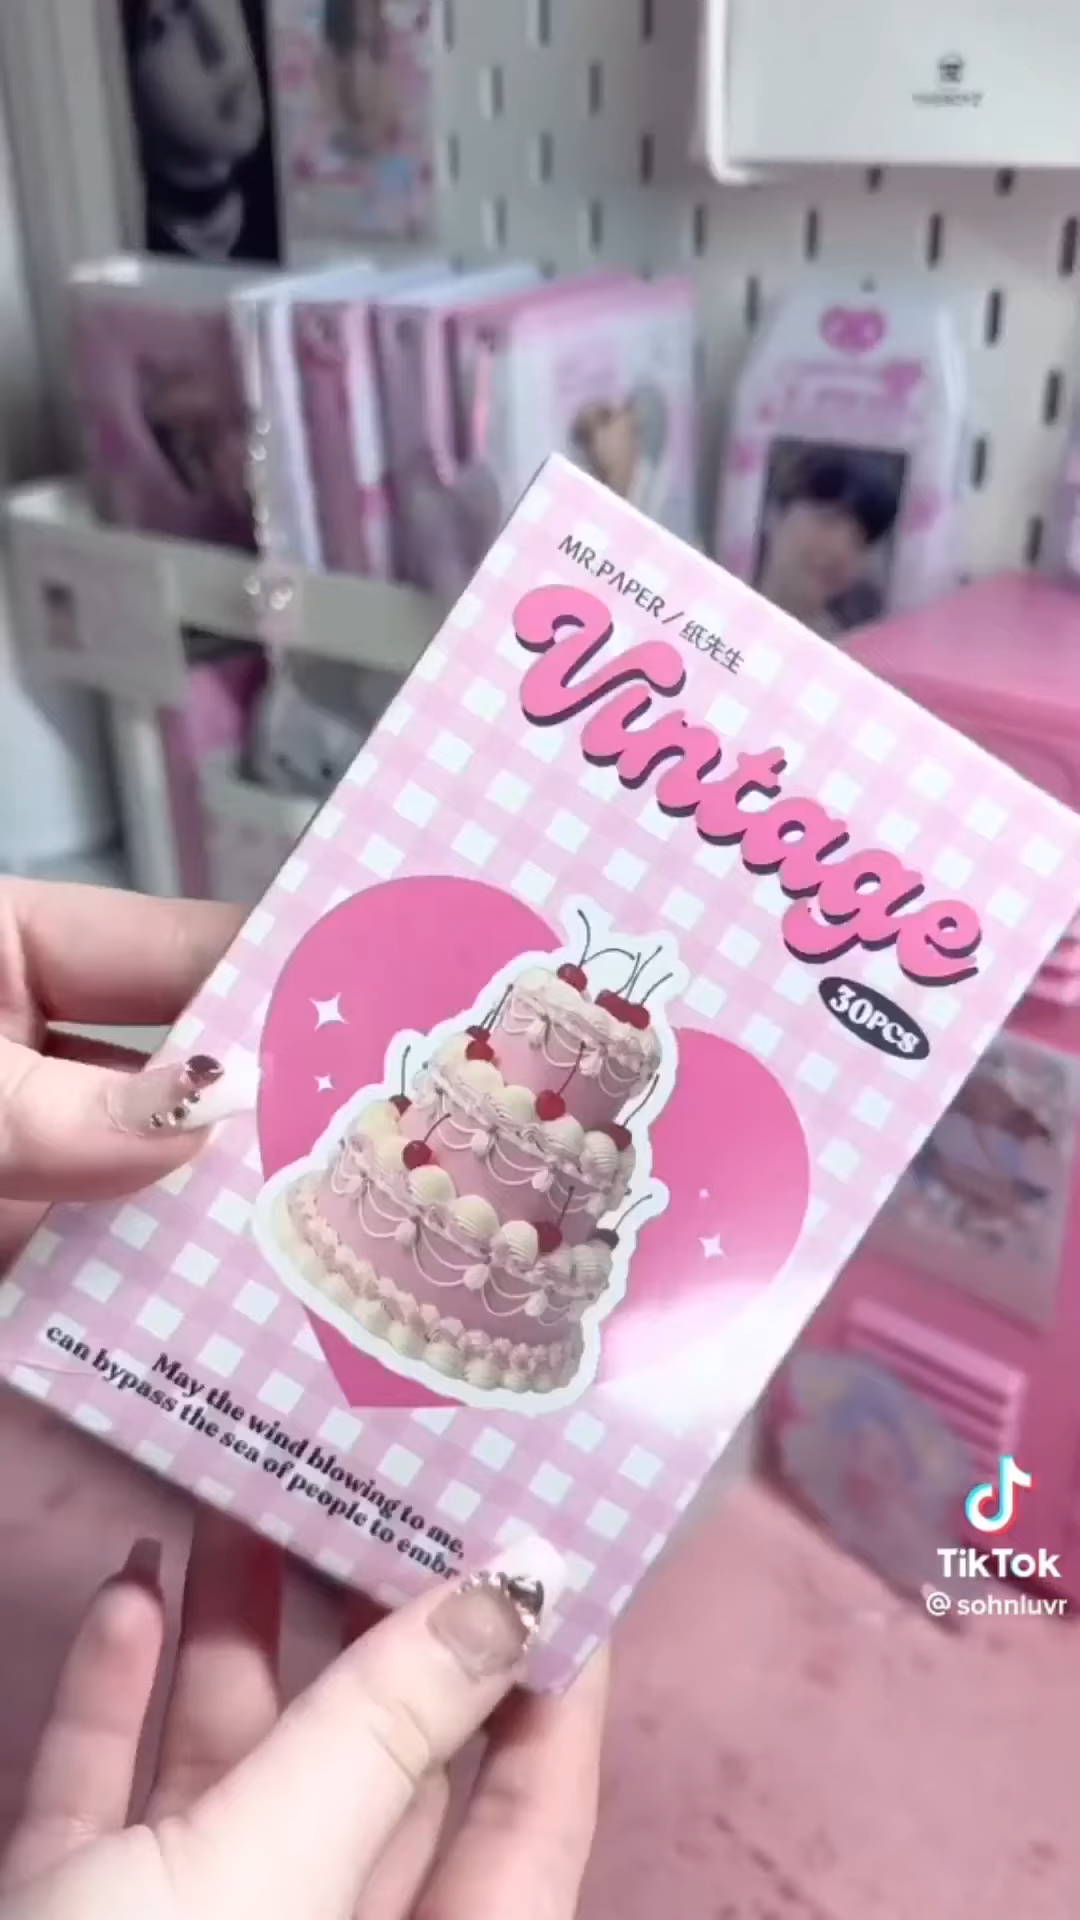 MR.PAPER / 纸先生
Vintage
30PCS
May the wind blowing to me,
can bypass the sea of people to embr
TikTok
@ sohnluvr